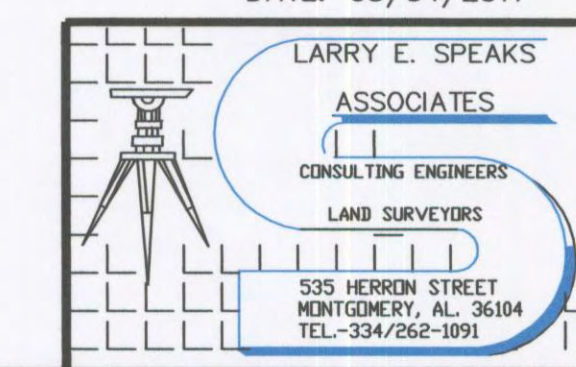 LARRY E. SPEAKS
ASSOCIATES
CONSULTING ENGINEERS
LAND SURVEYORS
535 HERRON STREET
MONTGOMERY, AL. 36104
TEL.-334/262-1091